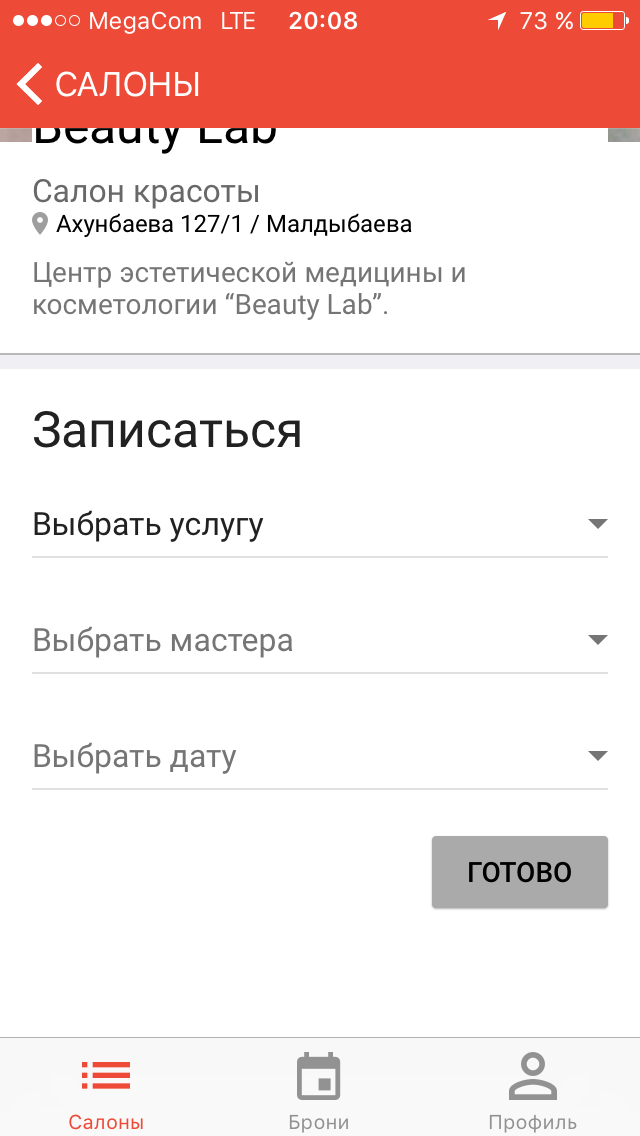 MegaCom LTE 20:08 73 %
САЛОНЫ
Beauty Lab
Салон красоты
Ахунбаева 127/1 / Малдыбаева
Центр эстетической медицины и
косметологии “Beauty Lab”.
Записаться
Выбрать услугу
Выбрать мастера
Выбрать дату
ГОТОВО
Салоны Брони Профиль